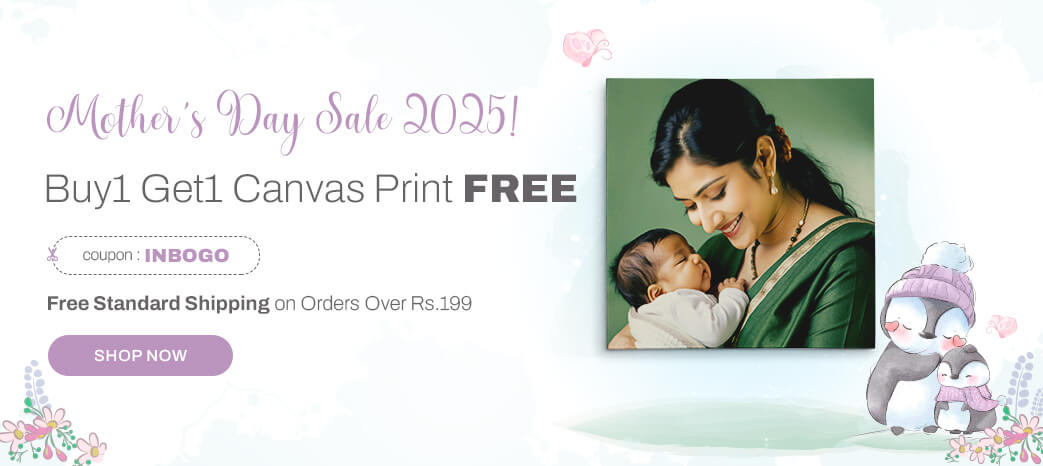 Mother's Day Sale 2025!
Buy1 Get1 Canvas Print FREE
coupon : INBOGO
Free Standard Shipping on Orders Over Rs.199
SHOP NOW